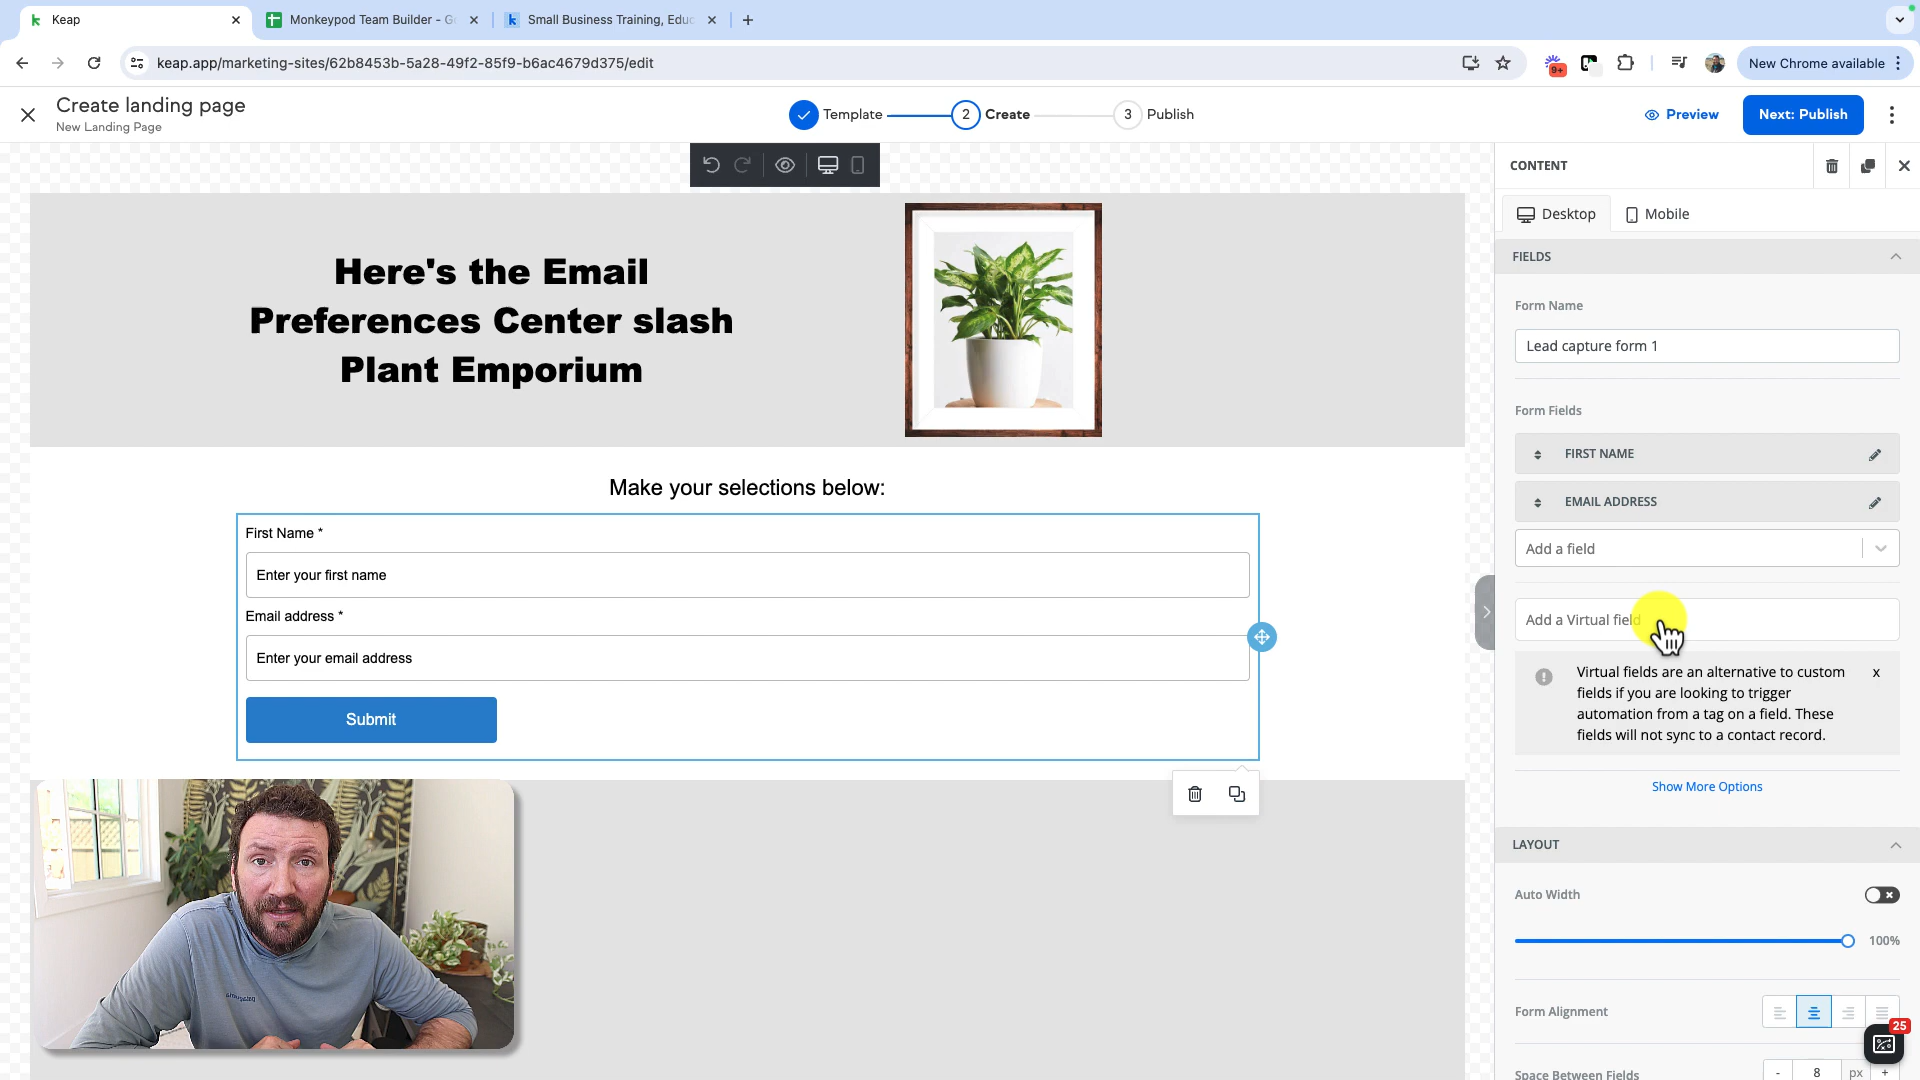 Keap
Monkeypod Team Builder - G
Small Business Training, Educ
keap.app/marketing-sites/62b8453b-5a28-49f2-85f9-b6ac4679d375/edit
9+
New Chrome available
Create landing page
New Landing Page
Template
2 Create
3 Publish
Preview
Next: Publish
CONTENT
Desktop
Mobile
FIELDS
Form Name
Lead capture form 1
Form Fields
FIRST NAME
EMAIL ADDRESS
Add a field
Add a Virtual field
Virtual fields are an alternative to custom
fields if you are looking to trigger
automation from a tag on a field. These
fields will not sync to a contact record.
x
Show More Options
LAYOUT
Auto Width
100%
Form Alignment
25
Space Between Fields
- 8 px +
Here's the Email
Preferences Center slash
Plant Emporium
Make your selections below:
First Name *
Enter your first name
Email address *
Enter your email address
Submit